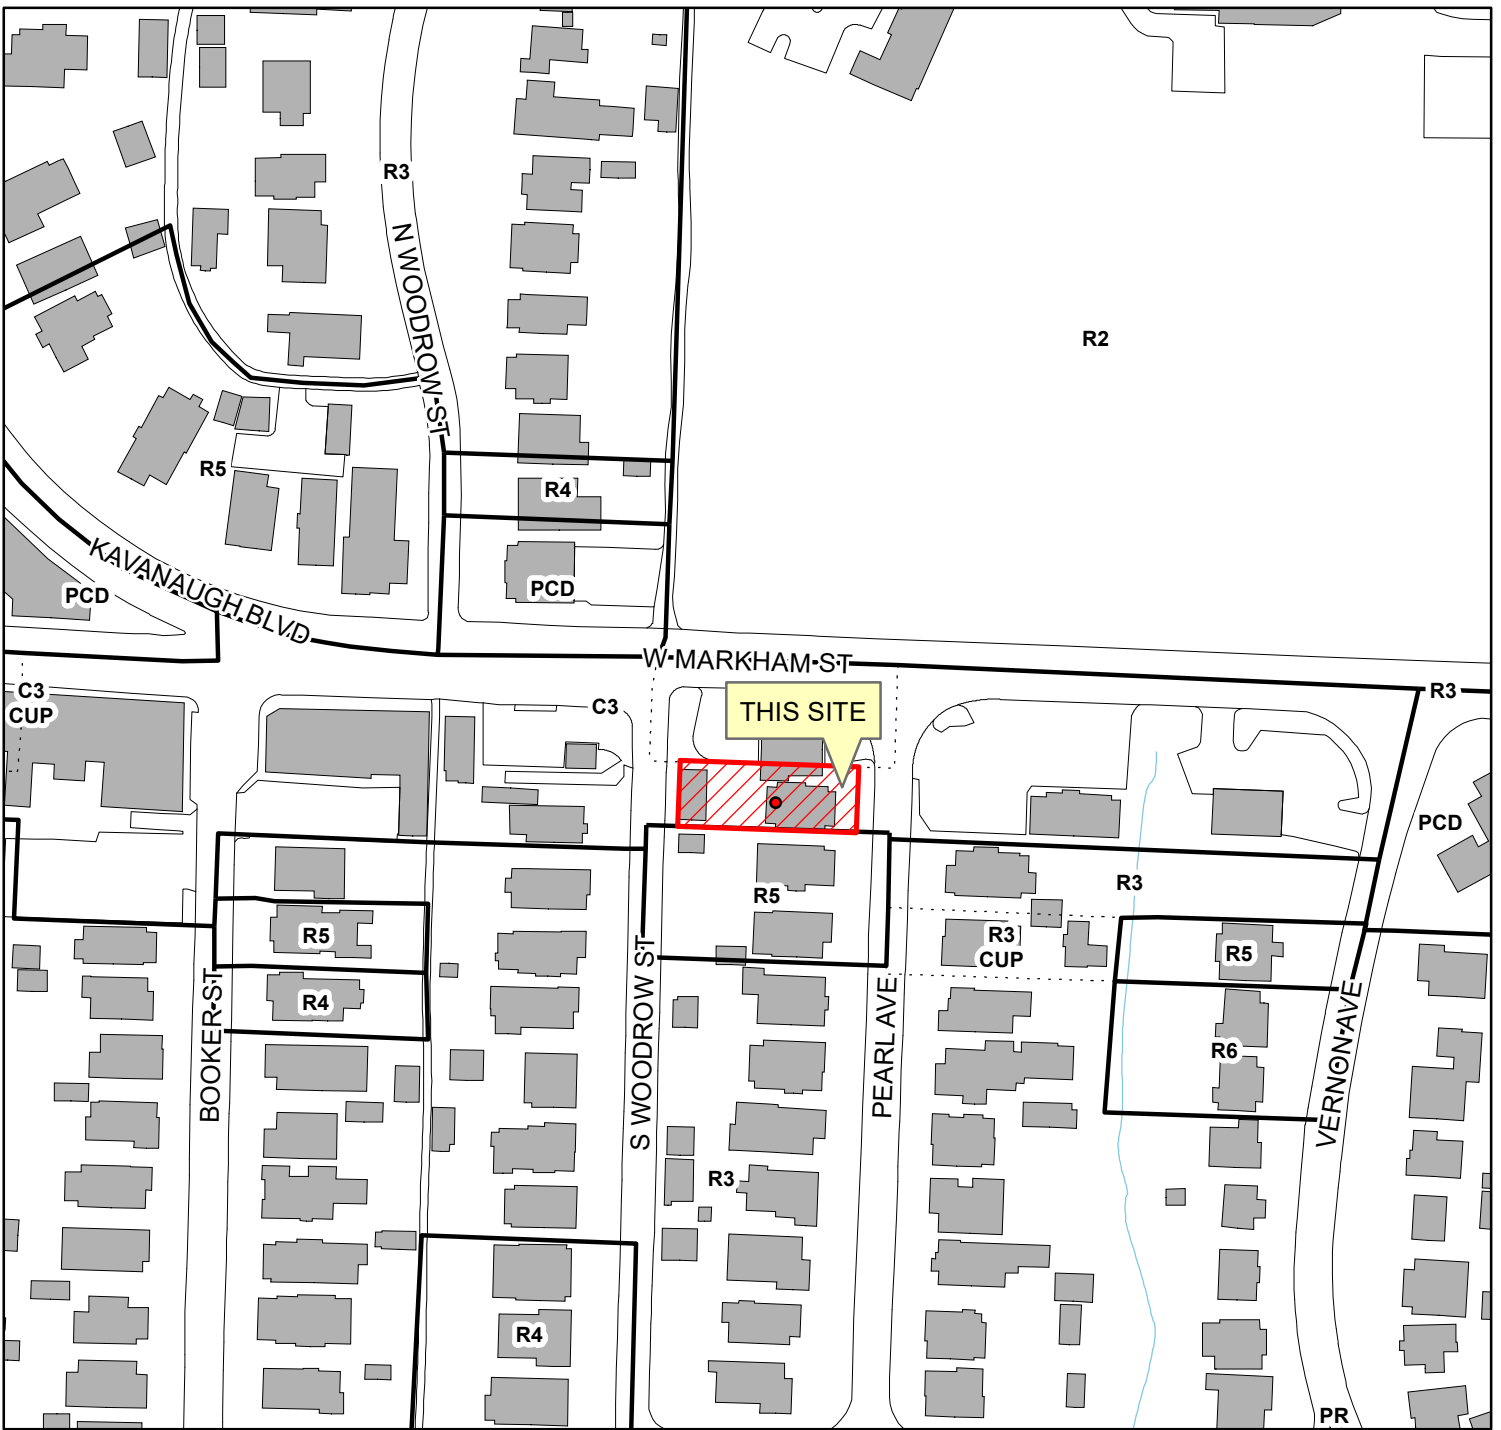 R3
N WOODROW ST
R2
R5
R4
KAVANAUGH BLVD
PCD
PCD
W MARKHAM ST
C3
CUP
C3
R3
THIS SITE
PCD
R3
R5
R5
R3
CUP
R5
R4
BOOKER ST
S WOODROW ST
PEARL AVE
R6
VERNON AVE
R3
R4
PR